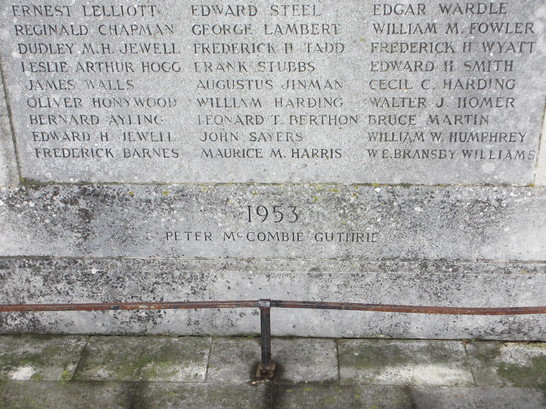 ERNEST LELLIOTT EDWARD STEEL EDGAR WARDLE
REGINALD CHAPMAN GEORGE LAMBERT WILLIAM M. FOWLER
DUDLEY M.H. JEWELL FREDERICK H TADD FREDERICK H WYATT
LESLIE ARTHUR HOGG FRANK STUBBS EDWARD H SMITH
JAMES WALLS AUGUSTUS JINMAN CECIL C. HARDING
OLIVER HONYWOOD WILLIAM HARDING WALTER J HOMER
BERNARD AYLING LEONARD T BERTHON BRUCE MARTIN
EDWARD H JEWELL JOHN SAYERS WILLIAM W. HUMPHREY
FREDERICK BARNES MAURICE M. HARRIS W.E. BRANSBY WILLIAMS
1953
PETER McCOMBIE GUTHRIE